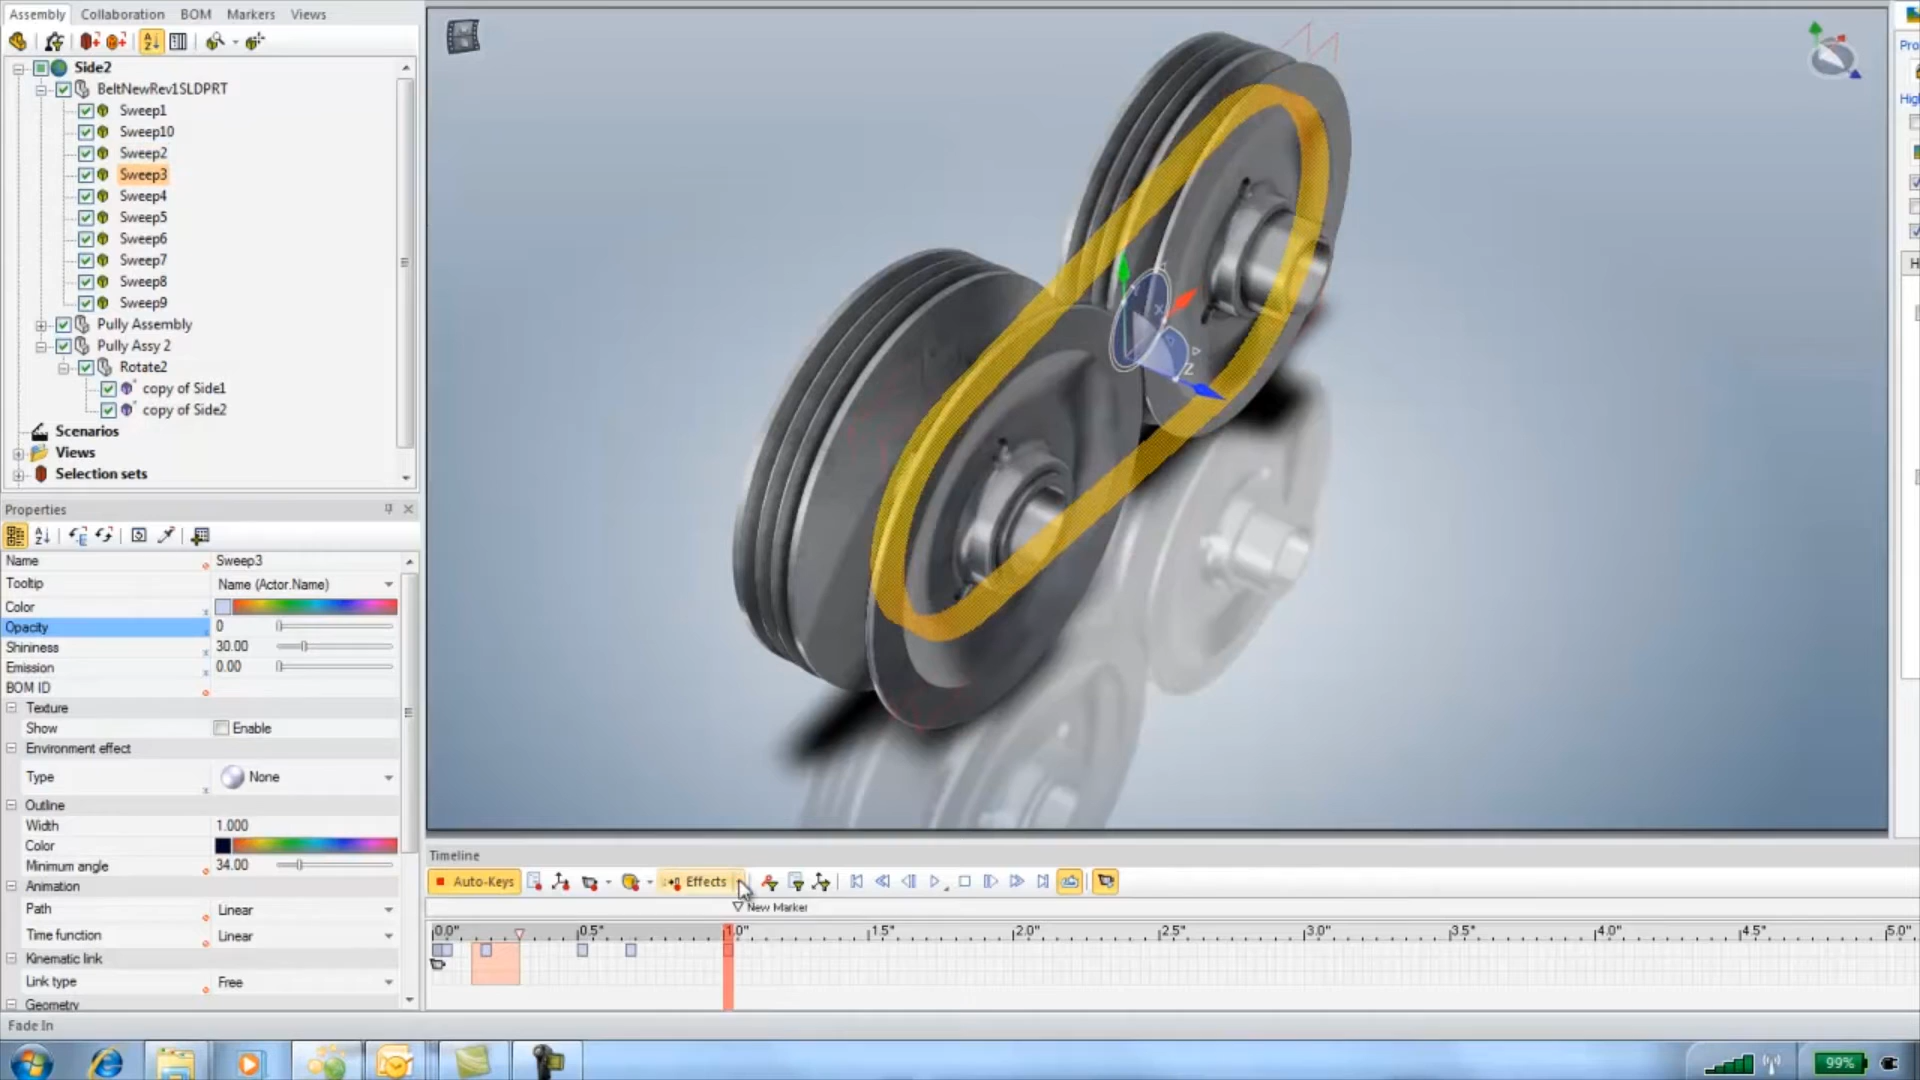 Assembly Collaboration BOM Markers Views
Side2
BeltNewRev1SLDPRT
Sweep1
Sweep10
Sweep2
Sweep3
Sweep4
Sweep5
Sweep6
Sweep7
Sweep8
Sweep9
Pully Assembly
Pully Assy 2
Rotate2
copy of Side1
copy of Side2
Scenarios
Views
Selection sets
Properties
Name Sweep3
Tooltip Name (Actor.Name)
Color
Opacity 0
Shininess 30.00
Emission 0.00
BOM ID
Texture
Show Enable
Environment effect
Type None
Outline
Width 1.000
Color
Minimum angle 34.00
Animation
Path Linear
Time function Linear
Kinematic link
Link type Free
Geometry
Fade In
X
Z
Timeline
Auto-Keys Effects
New Marker
0.0" 0.5" 1.0" 1.5" 2.0" 2.5" 3.0" 3.5" 4.0" 4.5" 5.0"
99%